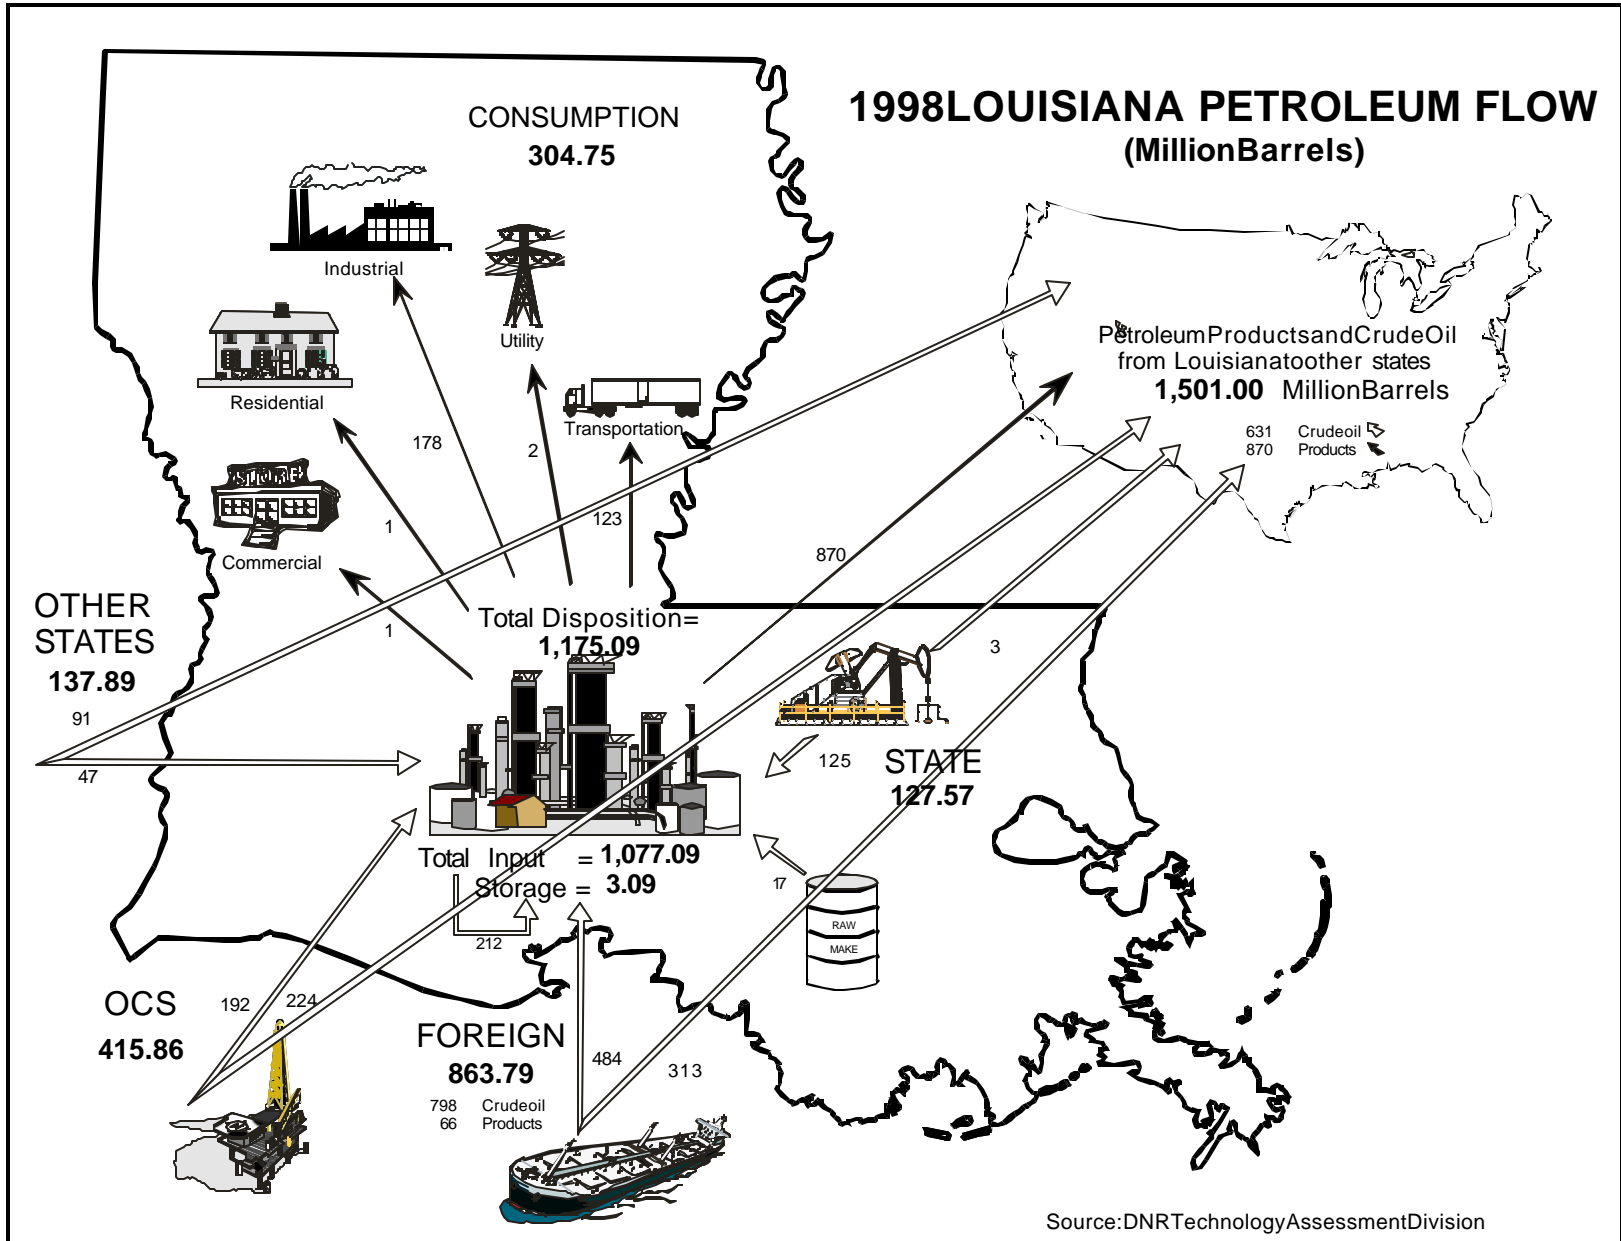 1998LOUISIANA PETROLEUM FLOW
(MillionBarrels)
CONSUMPTION
304.75
Industrial
Utility
Residential
Transportation
STORE
Commercial
178
2
1
123
1
870
PetroleumProductsandCrudeOil
from Louisianatoother states
1,501.00 MillionBarrels
631 Crudeoil
870 Products
OTHER
STATES
137.89
91
47
Total Disposition=
1,175.09
3
125
STATE
127.57
Total Input = 1,077.09
Storage = 3.09
212
17
RAW
MAKE
OCS
415.86
192
224
FOREIGN
863.79
798 Crudeoil
66 Products
484
313
Source:DNRTechnologyAssessmentDivision